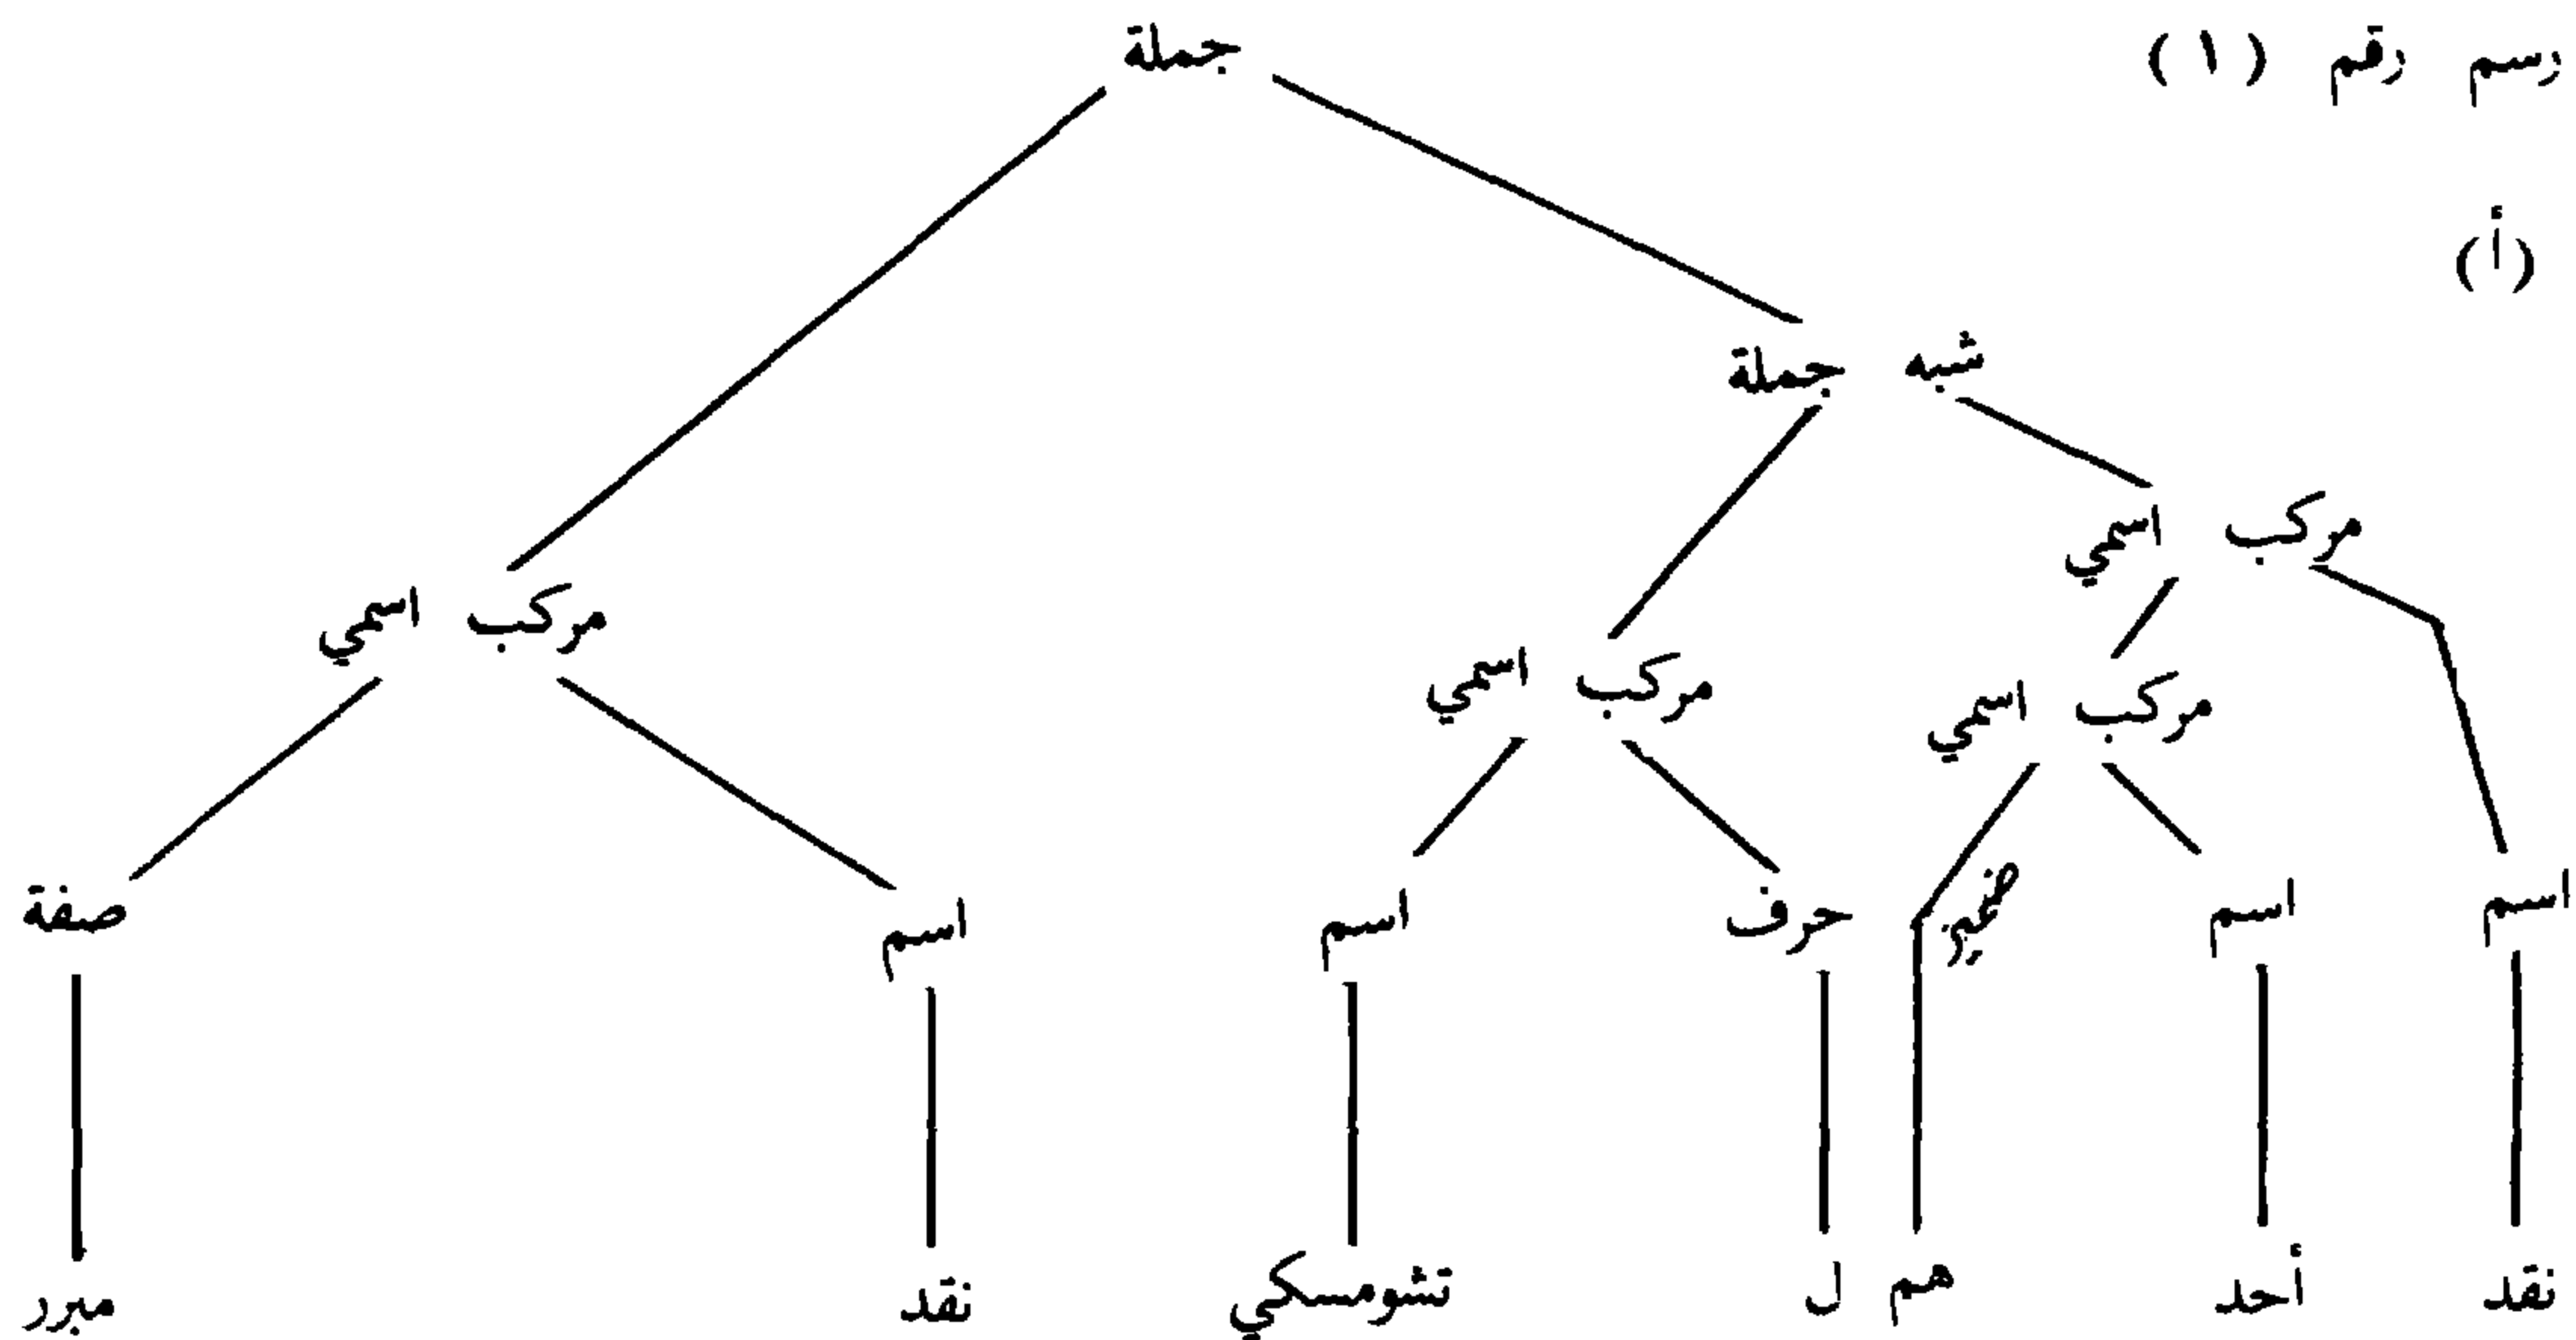 رسم رقم (١)
جملة
(أ)
شبه جملة
مركب اسمي
مركب اسمي
مركب اسمي
مركب اسمي
اسم اسم ضمير حرف اسم اسم صفة
نقد أحد هم ل تشومسكي نقد مبرر